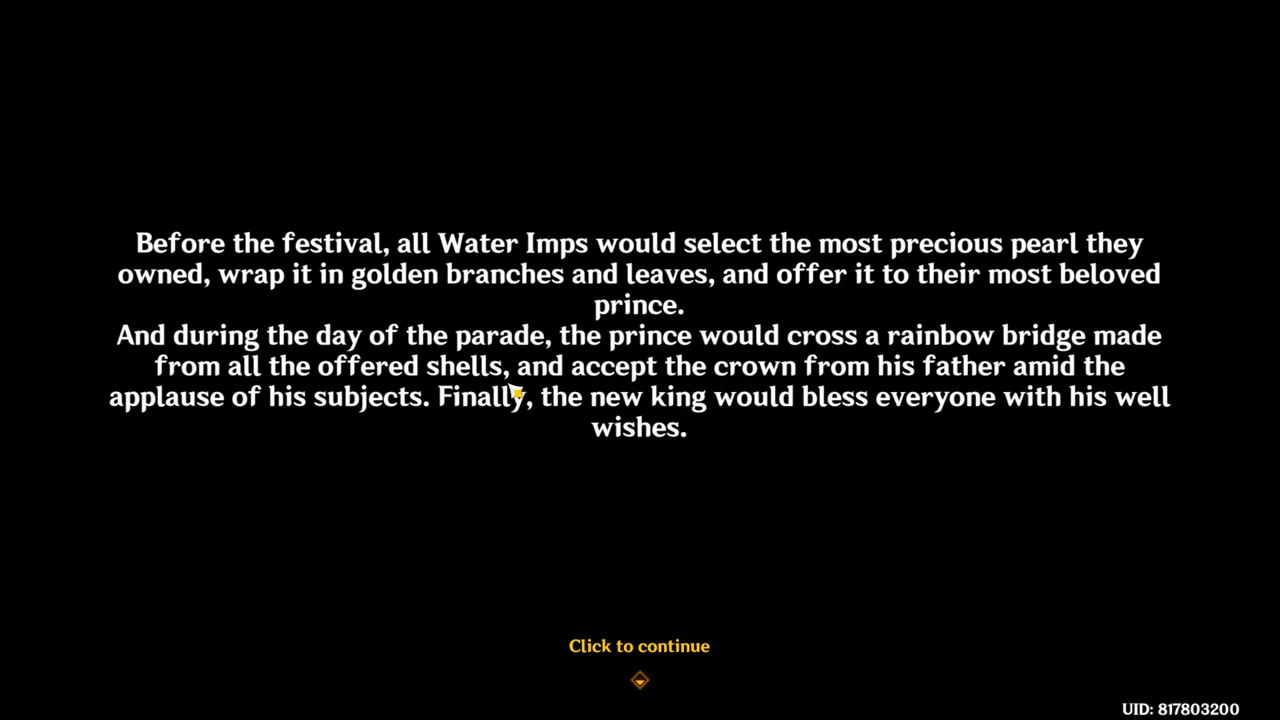 Before the festival, all Water Imps would select the most precious pearl they
owned, wrap it in golden branches and leaves, and offer it to their most beloved
prince.
And during the day of the parade, the prince would cross a rainbow bridge made
from all the offered shells, and accept the crown from his father amid the
applause of his subjects. Finally, the new king would bless everyone with his well
wishes.
Click to continue
UID: 817803200